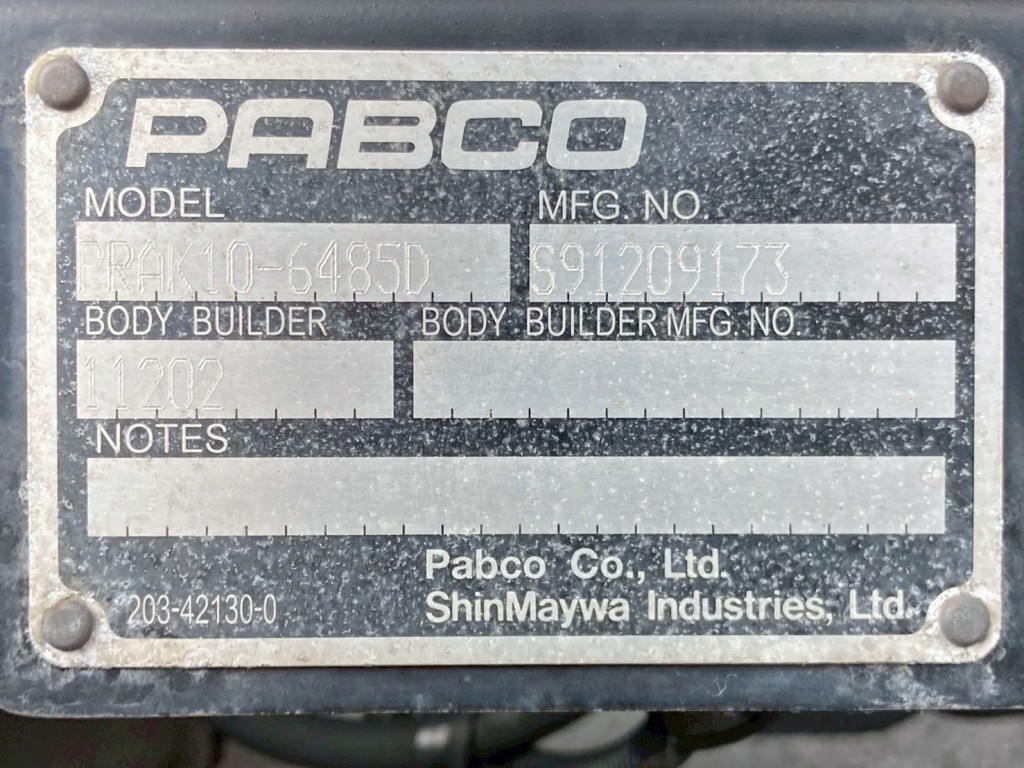 PABCO
MODEL MFG. NO.
PRAK10-6485D S91209173
BODY BUILDER BODY BUILDER MFG NO.
11202
NOTES
Pabco Co., Ltd.
203-42130-0 ShinMaywa Industries, Ltd.